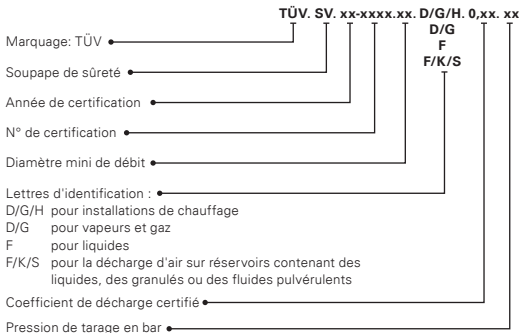 TÜV. SV. xx-xxxx.xx. D/G/H. 0,xx. xx
D/G
F
F/K/S
Marquage: TÜV
Soupape de sûreté
Année de certification
N° de certification
Diamètre mini de débit
Lettres d'identification :
D/G/H pour installations de chauffage
D/G pour vapeurs et gaz
F pour liquides
F/K/S pour la décharge d'air sur réservoirs contenant des
liquides, des granulés ou des fluides pulvérulents
Coefficient de décharge certifié
Pression de tarage en bar